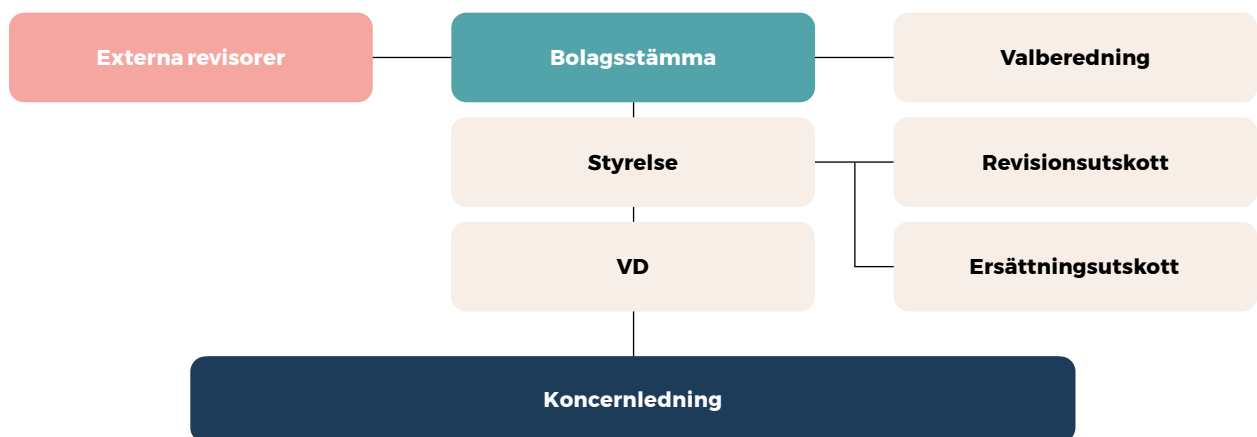 Externa revisorer
Bolagsstämma
Valberedning
Styrelse
Revisionsutskott
VD
Ersättningsutskott
Koncernledning